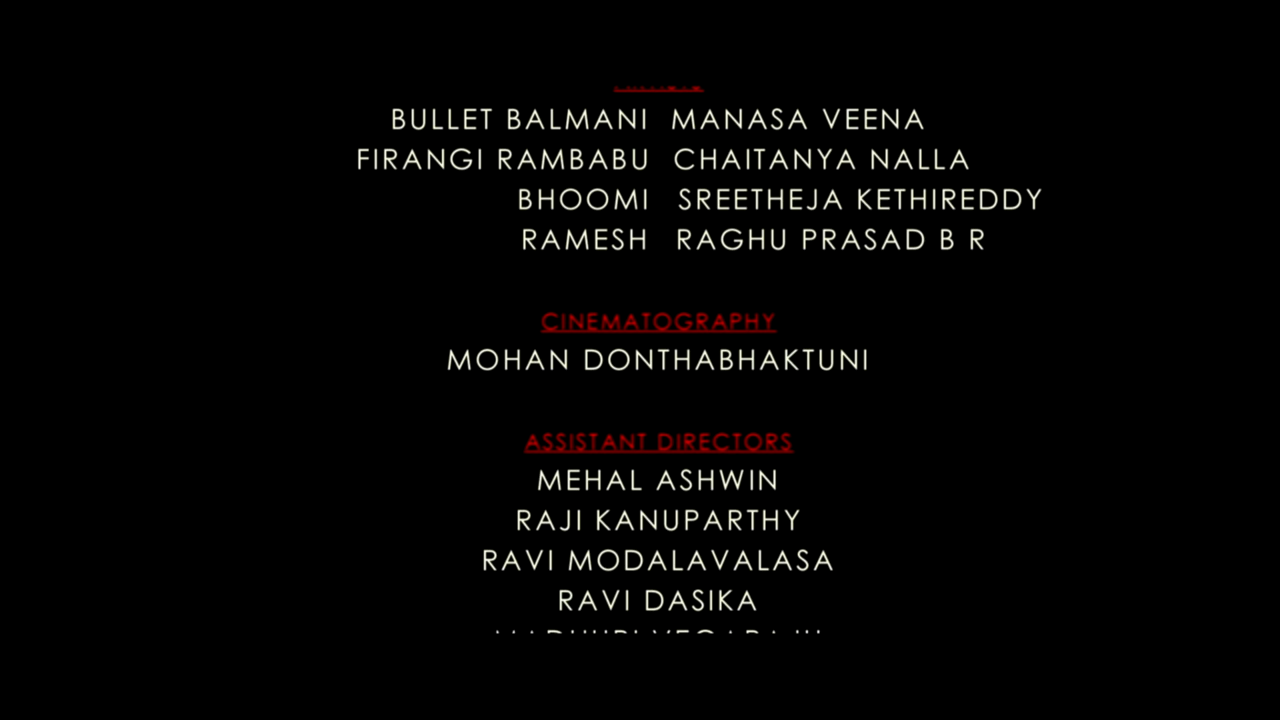 BULLET BALMANI MANASA VEENA
FIRANGI RAMBABU CHAITANYA NALLA
BHOOMI SREETHEJA KETHIREDDY
RAMESH RAGHU PRASAD B R
CINEMATOGRAPHY
MOHAN DONTHABHAKTUNI
ASSISTANT DIRECTORS
MEHAL ASHWIN
RAJI KANUPARTHY
RAVI MODALAVALASA
RAVI DASIKA